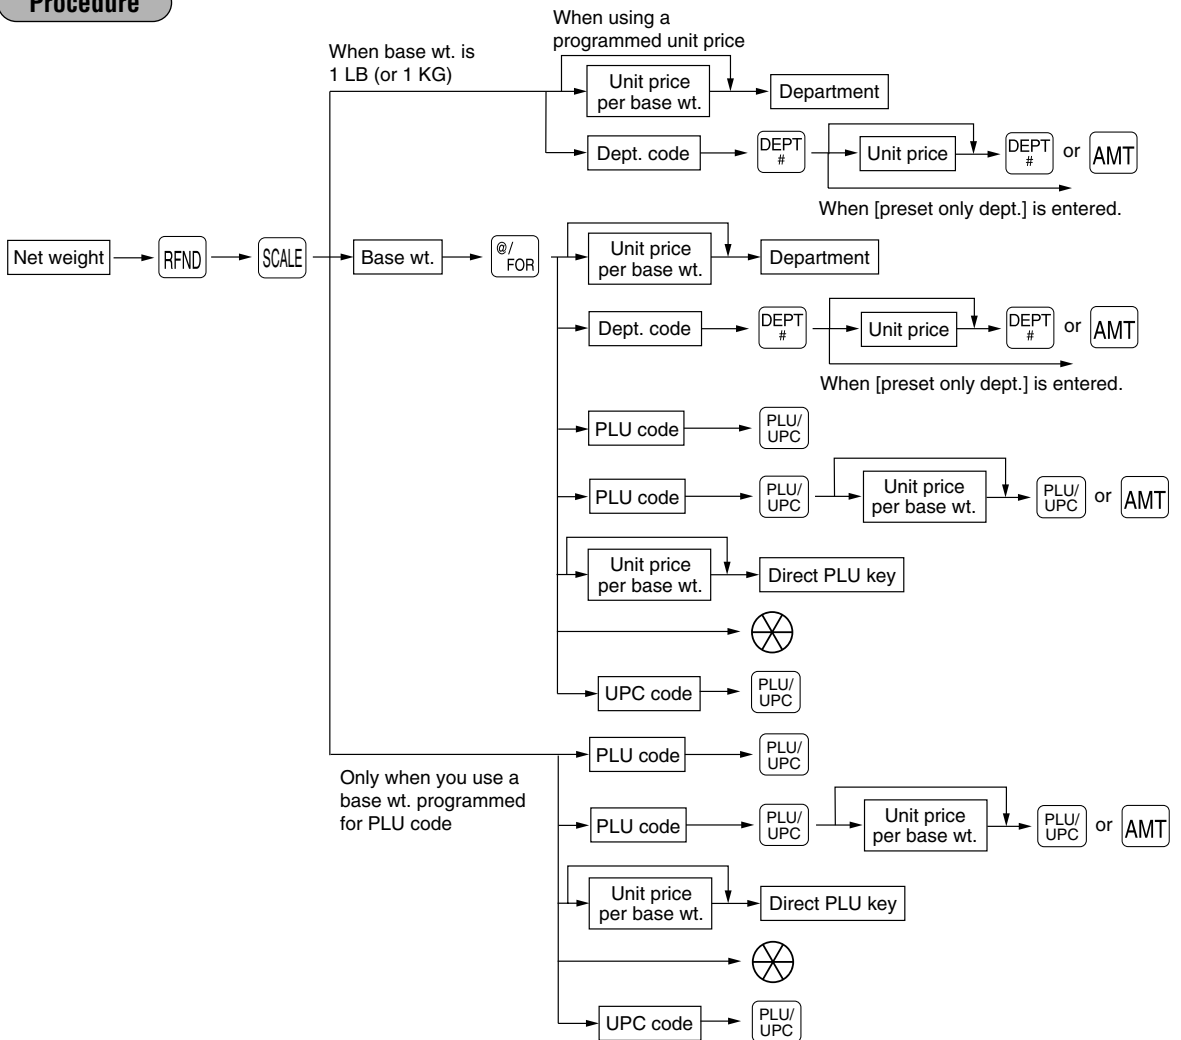 Procedure
When using a
programmed unit price
When base wt. is
1 LB (or 1 KG)
Unit price
per base wt.
Department
Dept. code
DEPT
#
Unit price
DEPT
#
or
AMT
When [preset only dept.] is entered.
Net weight
RFND
SCALE
Base wt.
@/
FOR
Unit price
per base wt.
Department
Dept. code
DEPT
#
Unit price
DEPT
#
or
AMT
When [preset only dept.] is entered.
PLU code
PLU/
UPC
PLU code
PLU/
UPC
Unit price
per base wt.
PLU/
UPC
or
AMT
Unit price
per base wt.
Direct PLU key
UPC code
PLU/
UPC
PLU code
PLU/
UPC
Only when you use a
base wt. programmed
for PLU code
PLU code
PLU/
UPC
Unit price
per base wt.
PLU/
UPC
or
AMT
Unit price
per base wt.
Direct PLU key
UPC code
PLU/
UPC